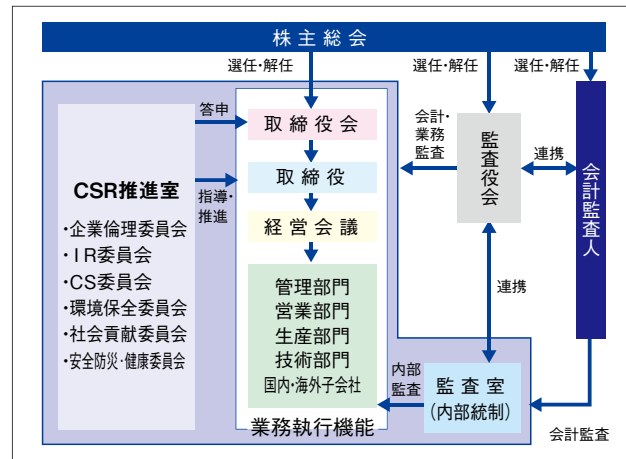 株主総会
選任・解任
選任・解任
選任・解任
答申
取締役会
会計・
業務
監査
監査役会
連携
会計監査人
CSR推進室
・企業倫理委員会
・IR委員会
・CS委員会
・環境保全委員会
・社会貢献委員会
・安全防災・健康委員会
指導・
推進
取締役
経営会議
管理部門
営業部門
生産部門
技術部門
国内・海外子会社
業務執行機能
連携
内部
監査
監査室
(内部統制)
会計監査